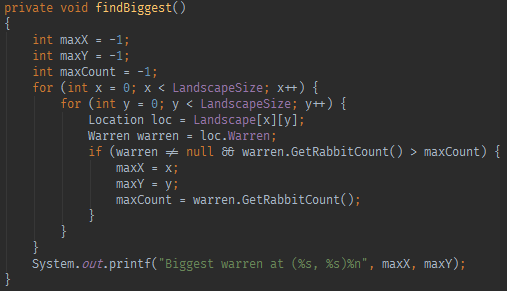 private void findBiggest()
{
    int maxX = -1;
    int maxY = -1;
    int maxCount = -1;
    for (int x = 0; x < LandscapeSize; x++) {
        for (int y = 0; y < LandscapeSize; y++) {
            Location loc = Landscape[x][y];
            Warren warren = loc.Warren;
            if (warren != null && warren.GetRabbitCount() > maxCount) {
                maxX = x;
                maxY = y;
                maxCount = warren.GetRabbitCount();
            }
        }
    }
    System.out.printf("Biggest warren at (%s, %s)%n", maxX, maxY);
}